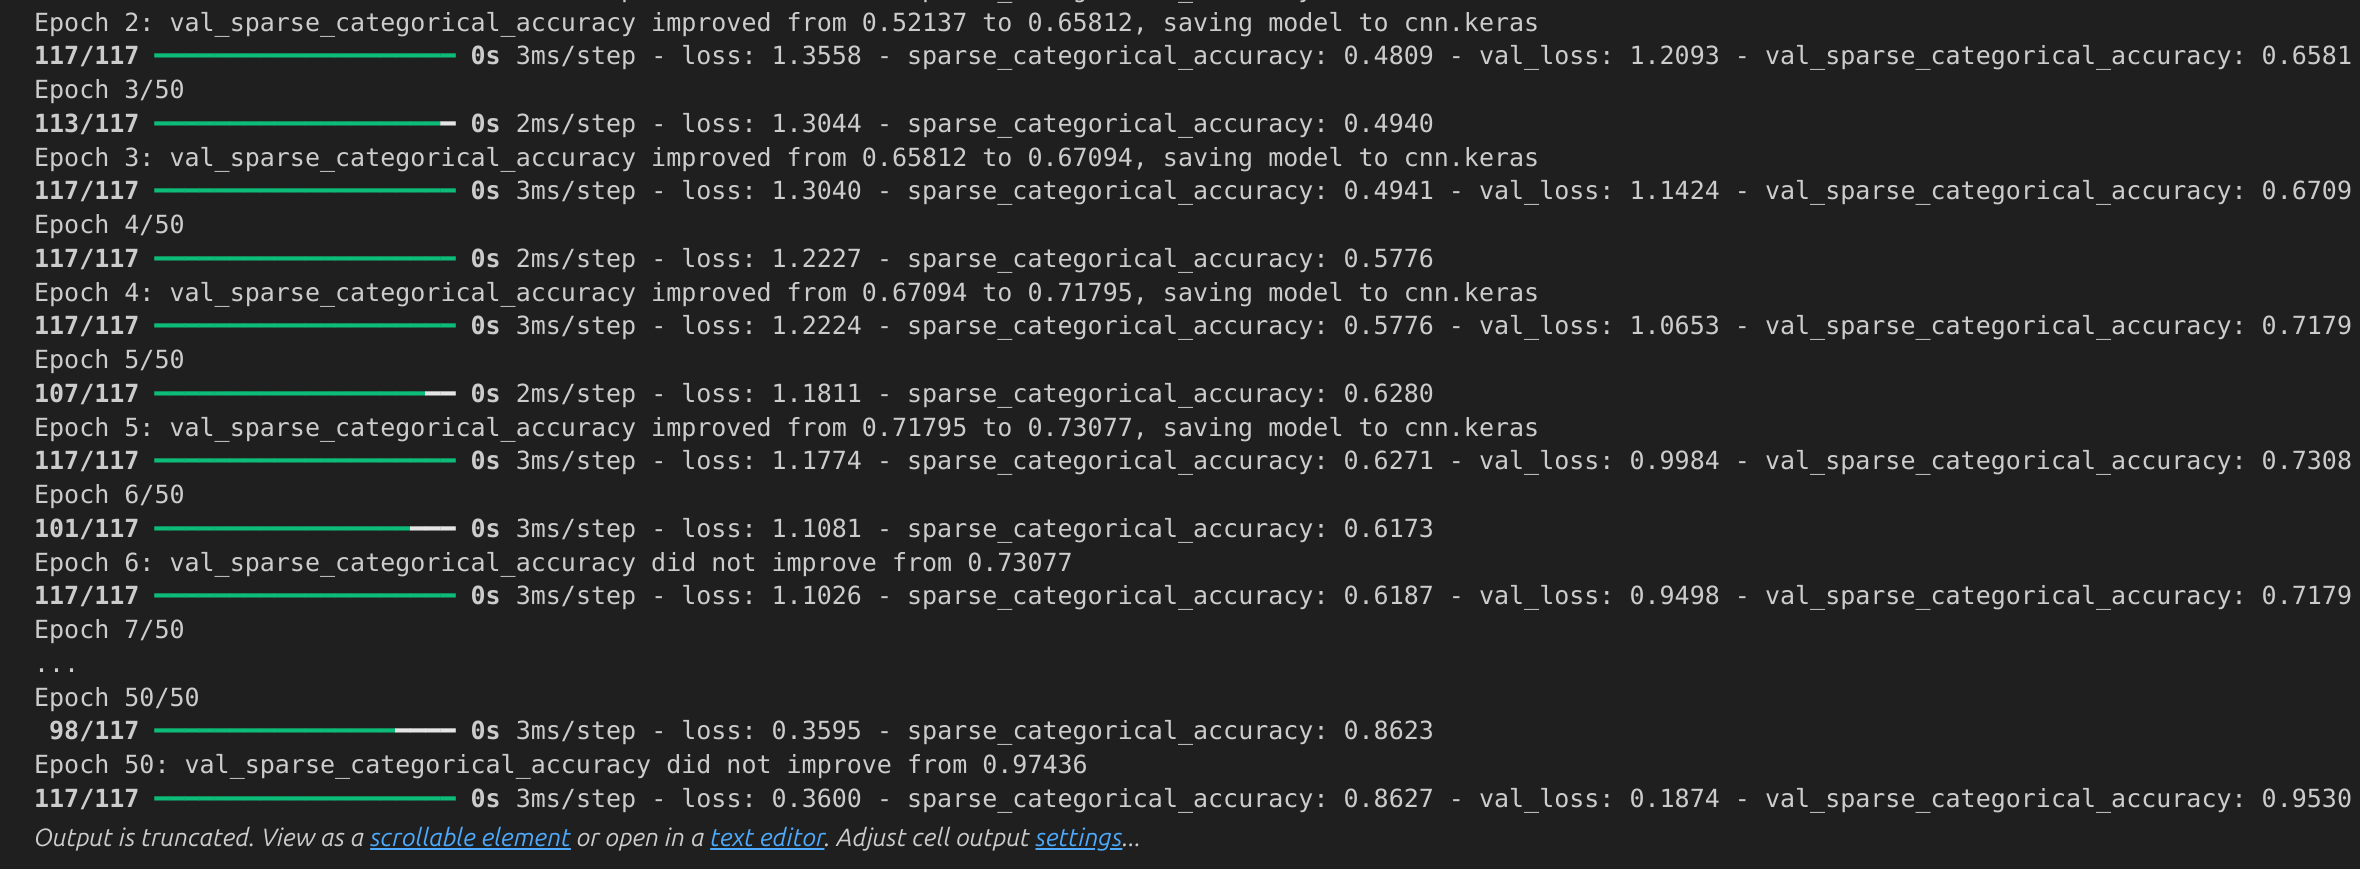 Epoch 2: val_sparse_categorical_accuracy improved from 0.52137 to 0.65812, saving model to cnn.keras
117/117 0s 3ms/step - loss: 1.3558 - sparse_categorical_accuracy: 0.4809 - val_loss: 1.2093 - val_sparse_categorical_accuracy: 0.6581
Epoch 3/50
113/117 0s 2ms/step - loss: 1.3044 - sparse_categorical_accuracy: 0.4940
Epoch 3: val_sparse_categorical_accuracy improved from 0.65812 to 0.67094, saving model to cnn.keras
117/117 0s 3ms/step - loss: 1.3040 - sparse_categorical_accuracy: 0.4941 - val_loss: 1.1424 - val_sparse_categorical_accuracy: 0.6709
Epoch 4/50
117/117 0s 2ms/step - loss: 1.2227 - sparse_categorical_accuracy: 0.5776
Epoch 4: val_sparse_categorical_accuracy improved from 0.67094 to 0.71795, saving model to cnn.keras
117/117 0s 3ms/step - loss: 1.2224 - sparse_categorical_accuracy: 0.5776 - val_loss: 1.0653 - val_sparse_categorical_accuracy: 0.7179
Epoch 5/50
107/117 0s 2ms/step - loss: 1.1811 - sparse_categorical_accuracy: 0.6280
Epoch 5: val_sparse_categorical_accuracy improved from 0.71795 to 0.73077, saving model to cnn.keras
117/117 0s 3ms/step - loss: 1.1774 - sparse_categorical_accuracy: 0.6271 - val_loss: 0.9984 - val_sparse_categorical_accuracy: 0.7308
Epoch 6/50
101/117 0s 3ms/step - loss: 1.1081 - sparse_categorical_accuracy: 0.6173
Epoch 6: val_sparse_categorical_accuracy did not improve from 0.73077
117/117 0s 3ms/step - loss: 1.1026 - sparse_categorical_accuracy: 0.6187 - val_loss: 0.9498 - val_sparse_categorical_accuracy: 0.7179
Epoch 7/50
...
Epoch 50/50
98/117 0s 3ms/step - loss: 0.3595 - sparse_categorical_accuracy: 0.8623
Epoch 50: val_sparse_categorical_accuracy did not improve from 0.97436
117/117 0s 3ms/step - loss: 0.3600 - sparse_categorical_accuracy: 0.8627 - val_loss: 0.1874 - val_sparse_categorical_accuracy: 0.9530
Output is truncated. View as a scrollable element or open in a text editor. Adjust cell output settings...